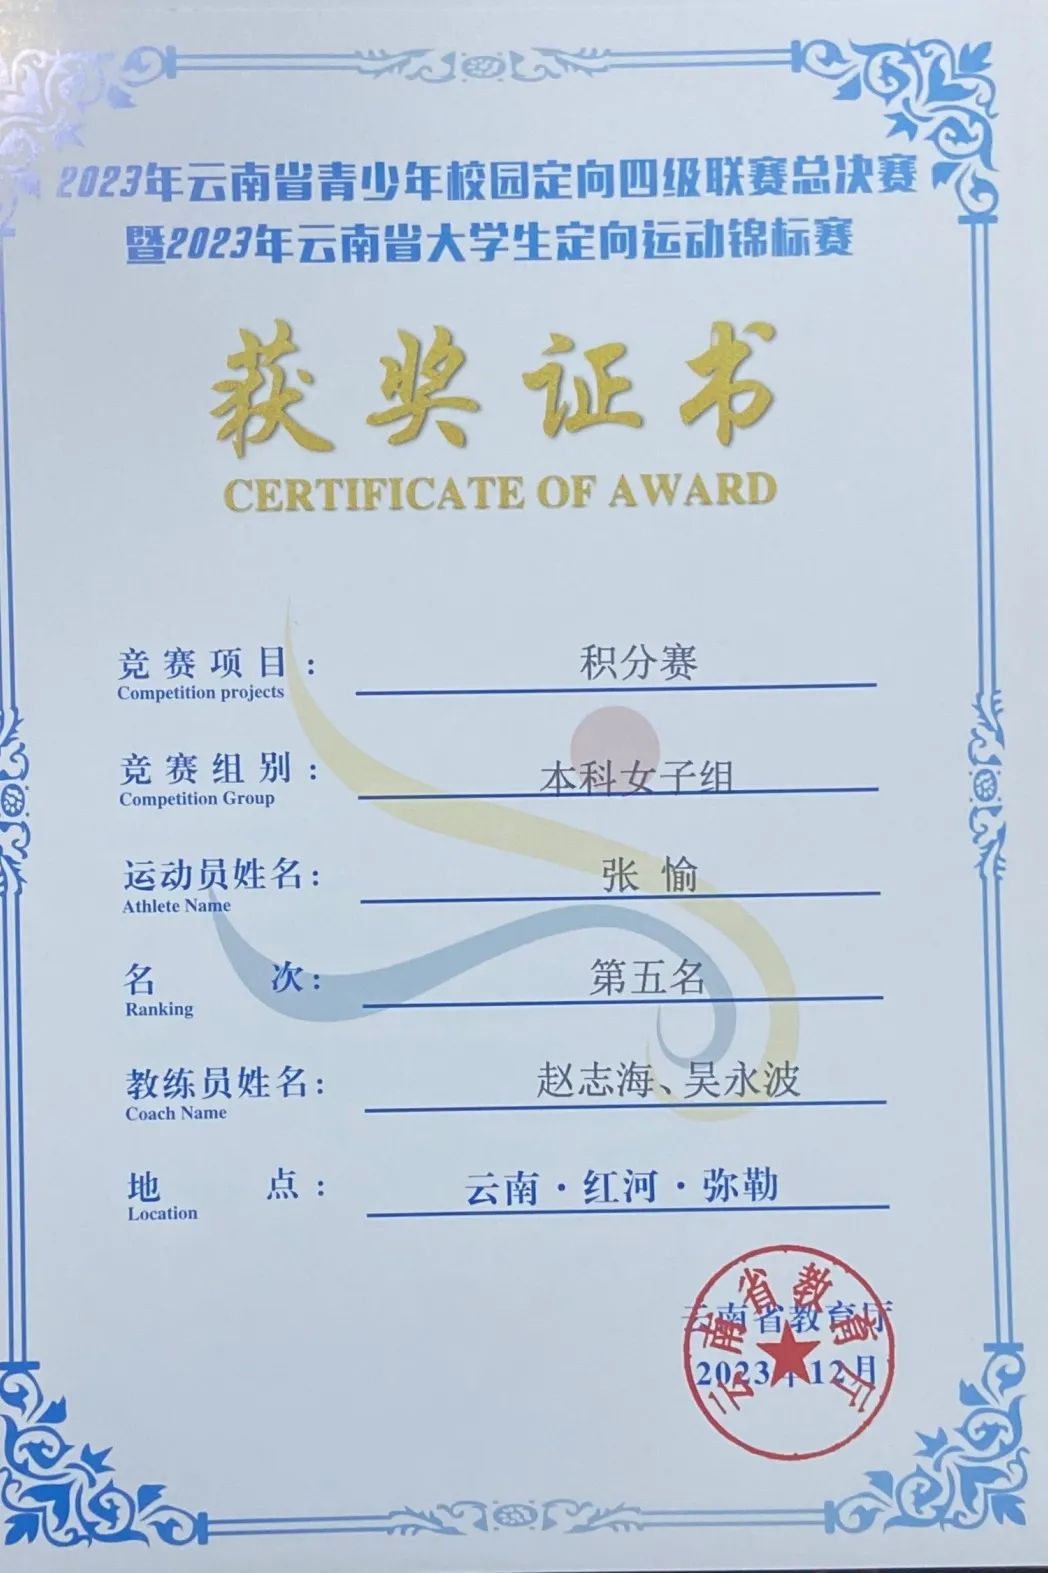 2023年云南省青少年校园定向四级联赛总决赛
暨2023年云南省大学生定向运动锦标赛
获奖证书
CERTIFICATE OF AWARD
竞赛项目： 积分赛
Competition projects
竞赛组别： 本科女子组
Competition Group
运动员姓名： 张 愉
Athlete Name
名 次： 第五名
Ranking
教练员姓名： 赵志海、吴永波
Coach Name
地 点： 云南·红河·弥勒
Location
云南省教育厅
2023年12月
云南省教育厅